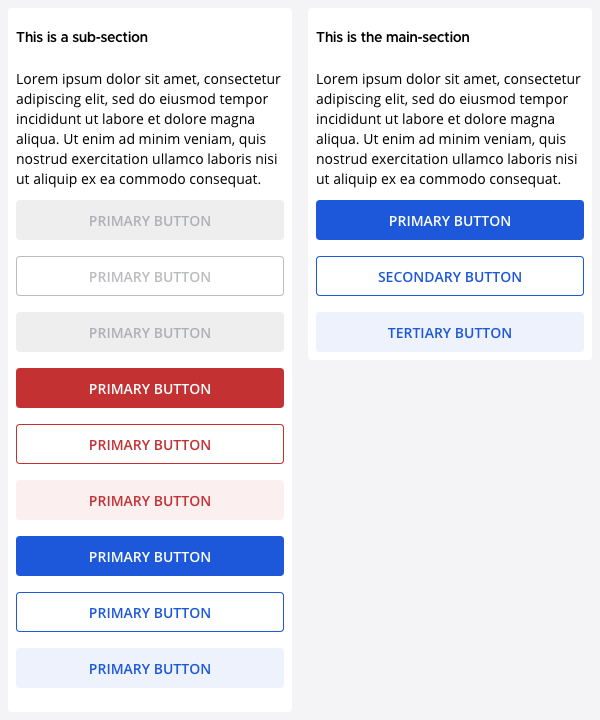 This is a sub-section
Lorem ipsum dolor sit amet, consectetur
adipiscing elit, sed do eiusmod tempor
incididunt ut labore et dolore magna
aliqua. Ut enim ad minim veniam, quis
nostrud exercitation ullamco laboris nisi
ut aliquip ex ea commodo consequat.
PRIMARY BUTTON
PRIMARY BUTTON
PRIMARY BUTTON
PRIMARY BUTTON
PRIMARY BUTTON
PRIMARY BUTTON
PRIMARY BUTTON
PRIMARY BUTTON
PRIMARY BUTTON
This is the main-section
Lorem ipsum dolor sit amet, consectetur
adipiscing elit, sed do eiusmod tempor
incididunt ut labore et dolore magna
aliqua. Ut enim ad minim veniam, quis
nostrud exercitation ullamco laboris nisi
ut aliquip ex ea commodo consequat.
PRIMARY BUTTON
SECONDARY BUTTON
TERTIARY BUTTON